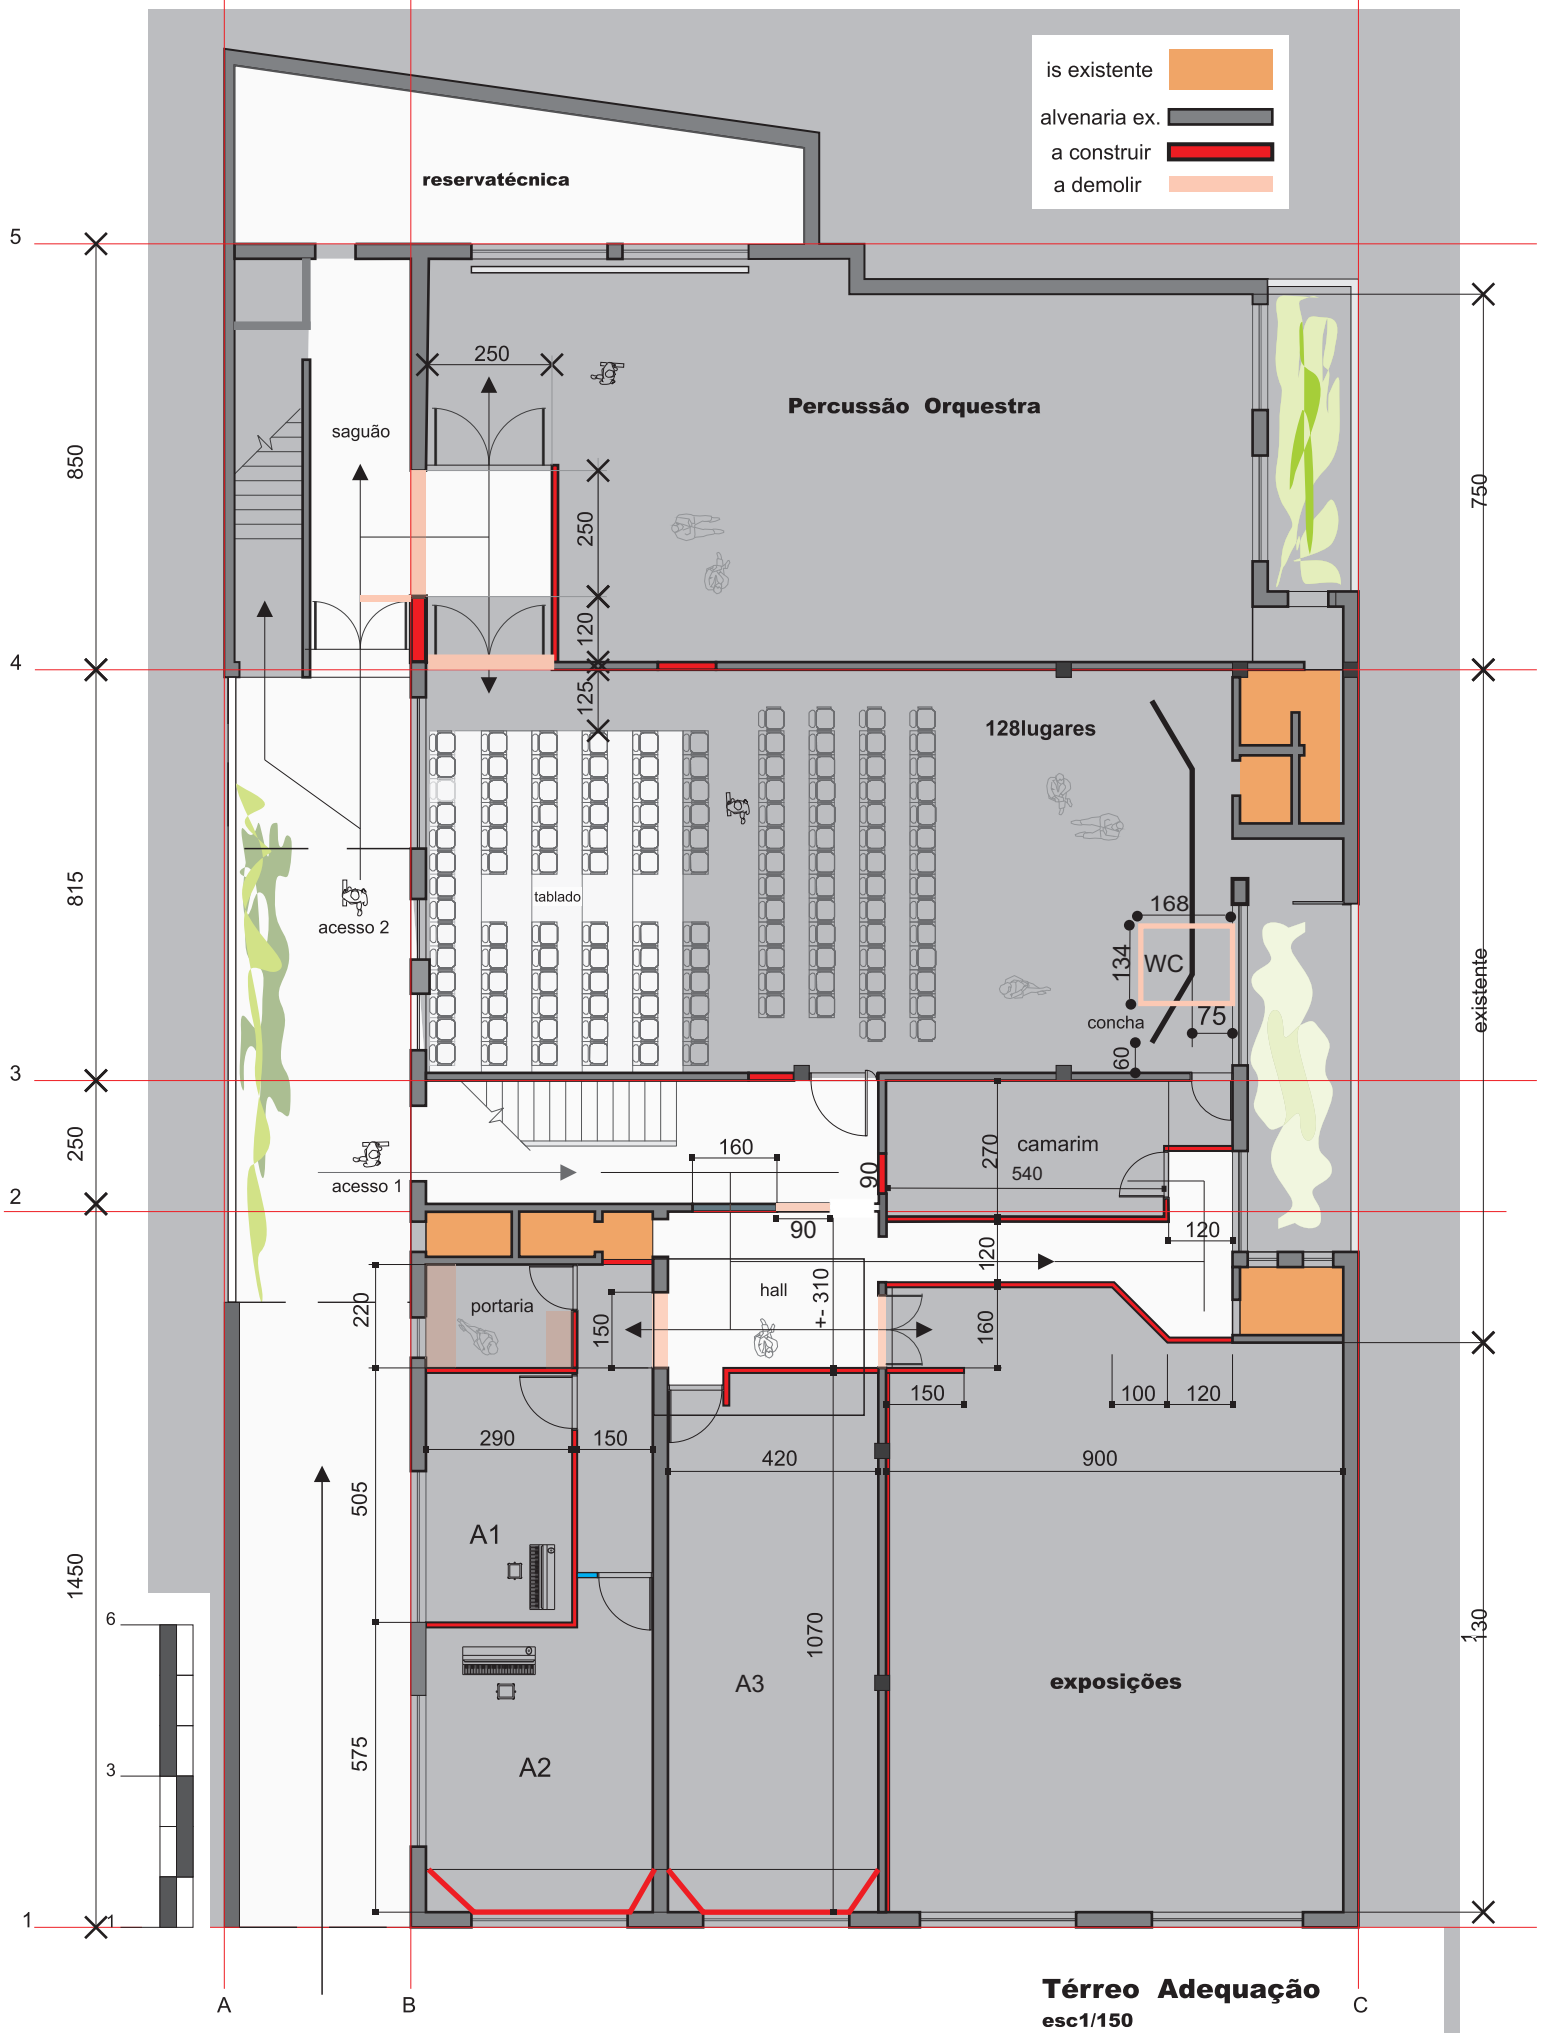 is existente
alvenaria ex.
a construir
a demolir
reservatécnica
5
250
Percussão Orquestra
saguão
850
750
250
120
4
125
128lugares
815
tablado
acesso 2
168
134
WC
concha
75
60
existente
3
250
acesso 1
160
90
270
camarim
540
2
90
120
120
220
portaria
150
hall
+- 310
160
150
100
120
290
150
420
900
505
A1
1450
6
1070
130
A3
exposições
575
A2
3
1
1
Térreo Adequação
esc1/150
A
B
C